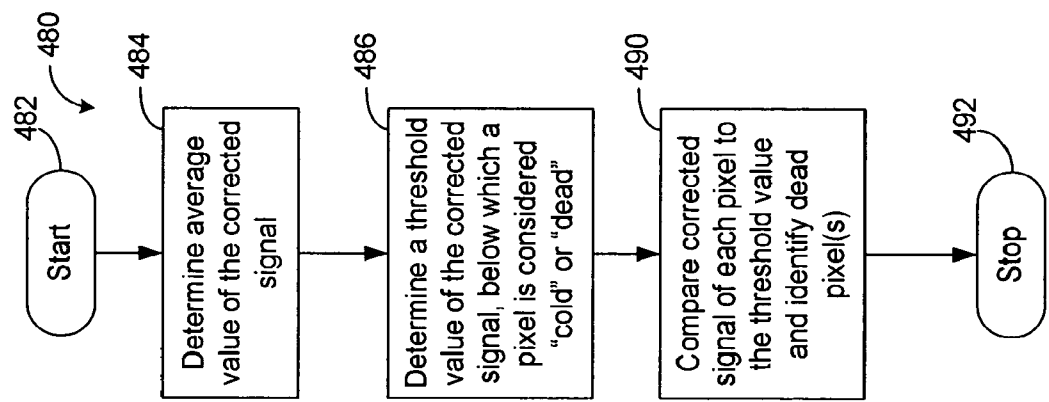 480
482
Start
484
Determine average
value of the corrected
signal
486
Determine a threshold
value of the corrected
signal, below which a
pixel is considered
“cold” or “dead”
490
Compare corrected
signal of each pixel to
the threshold value
and identify dead
pixel(s)
492
Stop